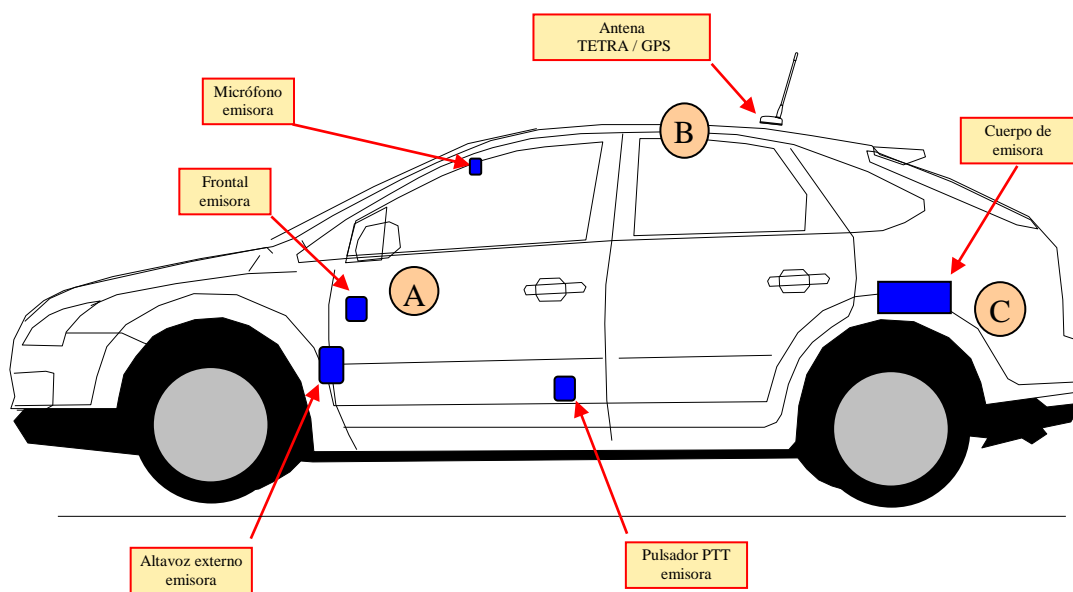 Antena
TETRA / GPS
Micrófono
emisora
B
Cuerpo de
emisora
Frontal
emisora
A
C
Altavoz externo
emisora
Pulsador PTT
emisora